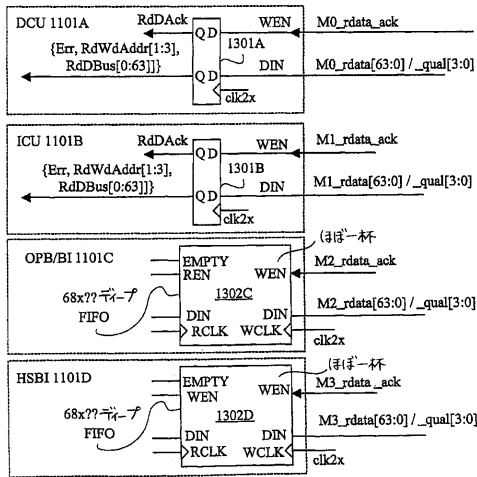 DCU 1101A
RdDAck
{Err, RdWdAddr[1:3],
RdDBus[0:63]]}
Q D
Q D
WEN
1301A
DIN
clk2x
M0_rdata_ack
M0_rdata[63:0] / _qual[3:0]
ICU 1101B
RdDAck
{Err, RdWdAddr[1:3],
RdDBus[0:63]]}
Q D
Q D
WEN
1301B
DIN
clk2x
M1_rdata_ack
M1_rdata[63:0] / _qual[3:0]
OPB/BI 1101C
ほぼ一杯
EMPTY
REN
WEN
1302C
68x??ディープ
FIFO
DIN
DIN
RCLK
WCLK
clk2x
M2_rdata_ack
M2_rdata[63:0] / _qual[3:0]
HSBI 1101D
ほぼ一杯
EMPTY
WEN
WEN
1302D
68x??ディープ
FIFO
DIN
DIN
RCLK
WCLK
clk2x
M3_rdata_ack
M3_rdata[63:0] / _qual[3:0]